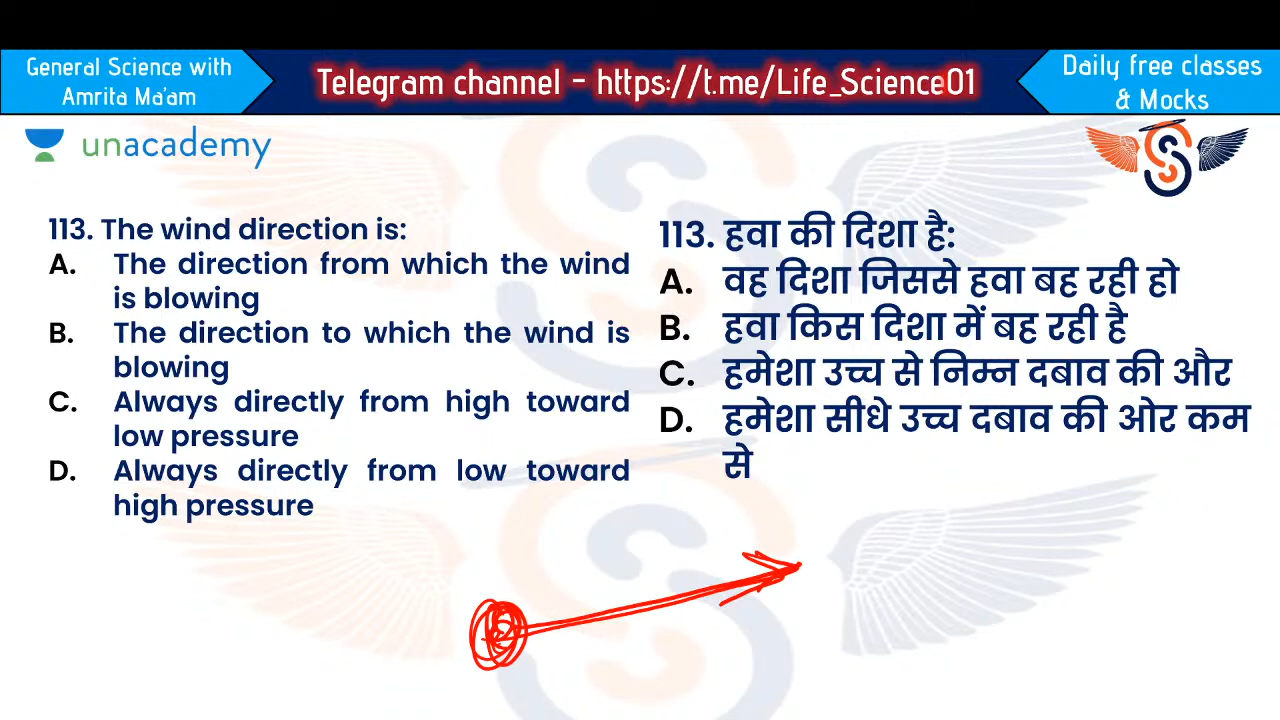 General Science with
Amrita Ma'am
Telegram channel - https://t.me/Life_Science01
Daily free classes
& Mocks
unacademy
113. The wind direction is:
A. The direction from which the wind
is blowing
B. The direction to which the wind is
blowing
C. Always directly from high toward
low pressure
D. Always directly from low toward
high pressure
113. हवा की दिशा है:
A. वह दिशा जिससे हवा बह रही हो
B. हवा किस दिशा में बह रही है
C. हमेशा उच्च से निम्न दबाव की और
D. हमेशा सीधे उच्च दबाव की ओर कम
से